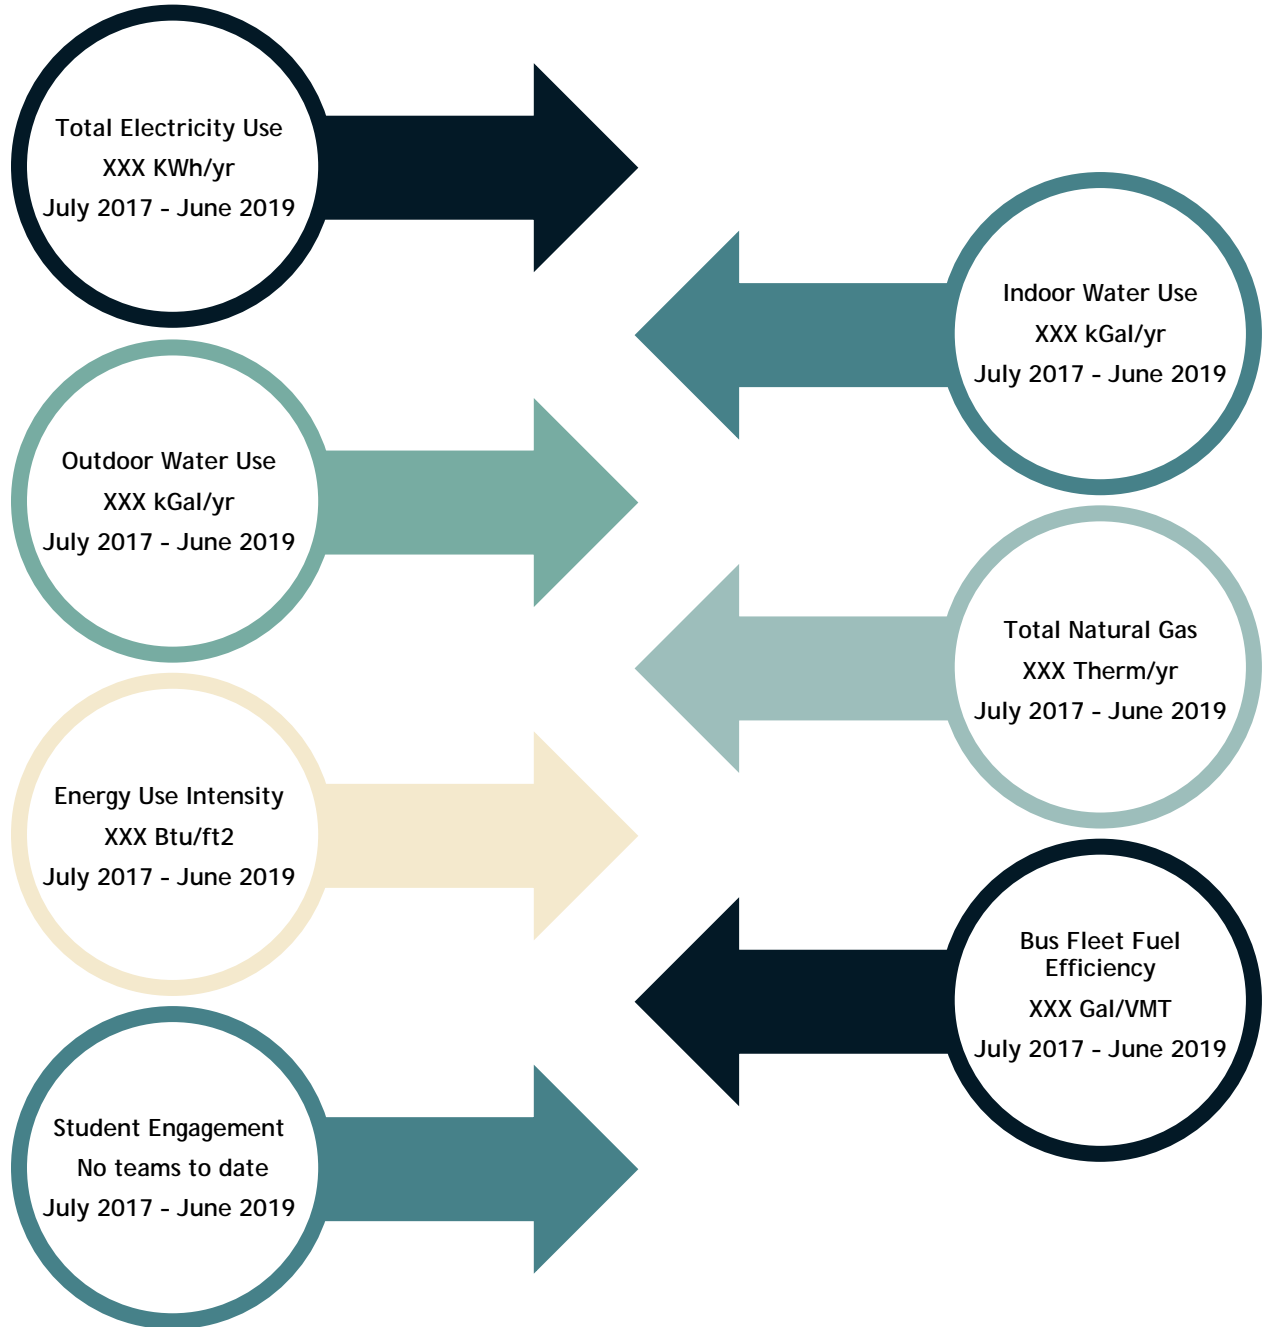 Total Electricity Use
XXX KWh/yr
July 2017 - June 2019
Indoor Water Use
XXX kGal/yr
July 2017 - June 2019
Outdoor Water Use
XXX kGal/yr
July 2017 - June 2019
Total Natural Gas
XXX Therm/yr
July 2017 - June 2019
Energy Use Intensity
XXX Btu/ft2
July 2017 - June 2019
Bus Fleet Fuel
Efficiency
XXX Gal/VMT
July 2017 - June 2019
Student Engagement
No teams to date
July 2017 - June 2019